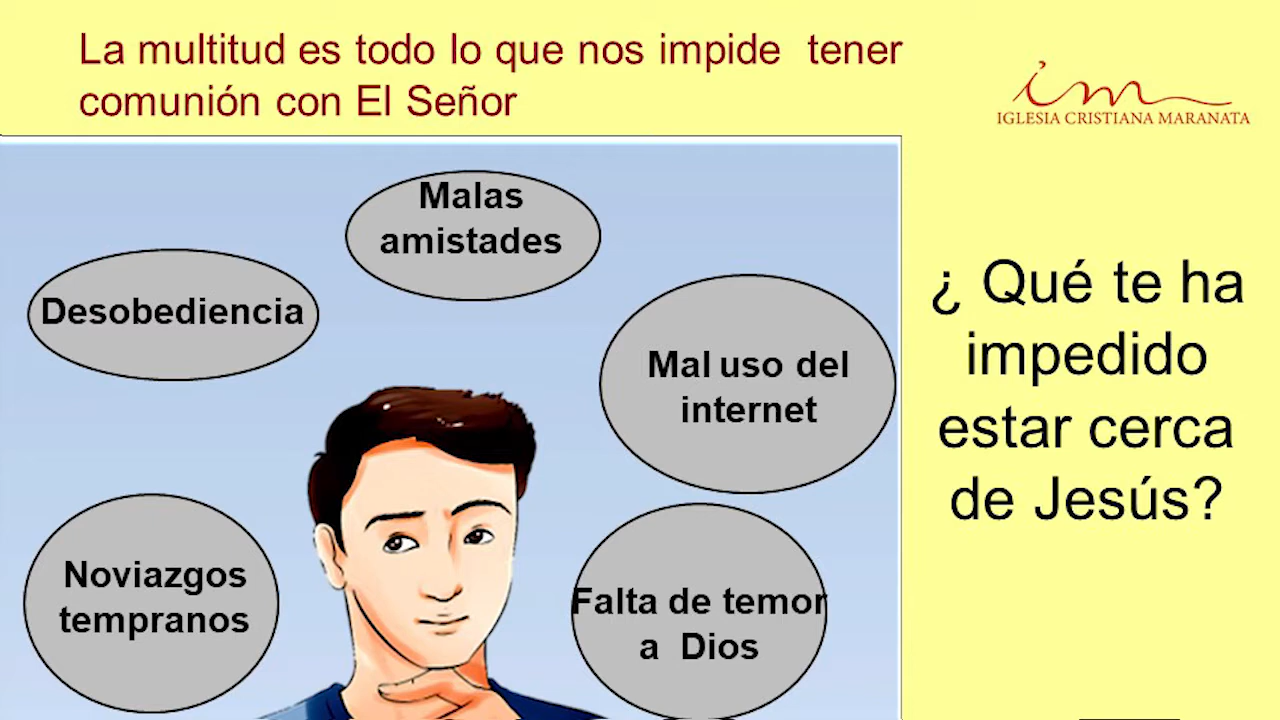 La multitud es todo lo que nos impide tener
comunión con El Señor
im
IGLESIA CRISTIANA MARANATA
Malas
amistades
Desobediencia
Mal uso del
internet
Noviazgos
tempranos
Falta de temor
a Dios
¿ Qué te ha
impedido
estar cerca
de Jesús?